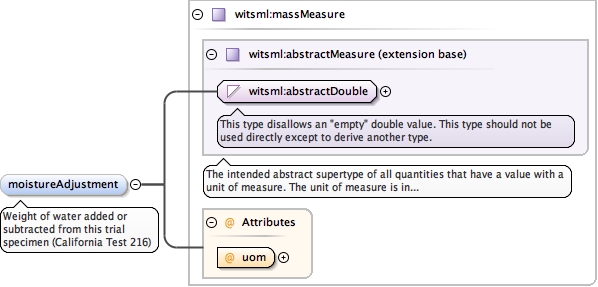 witsml:massMeasure
witsml:abstractMeasure (extension base)
witsml:abstractDouble
This type disallows an "empty" double value. This type should not be
used directly except to derive another type.
The intended abstract supertype of all quantities that have a value with a
unit of measure. The unit of measure is in...
moistureAdjustment
Weight of water added or
subtracted from this trial
specimen (California Test 216)
@ Attributes
@ uom